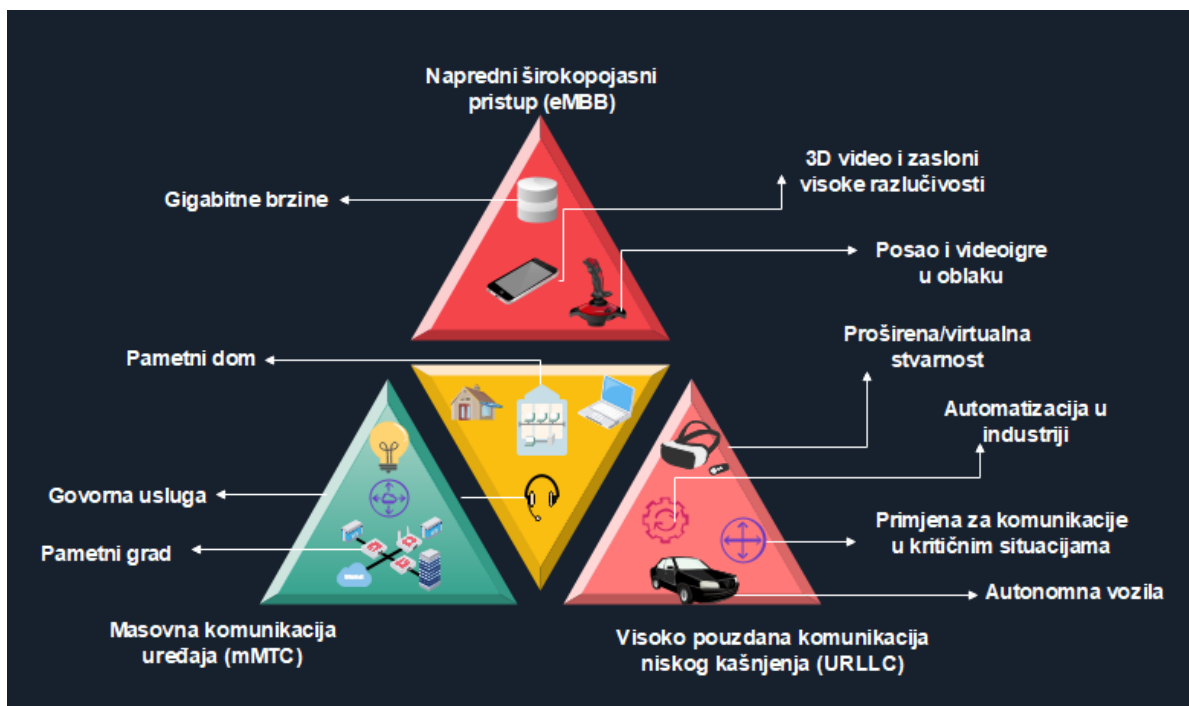 Napredni širokopojasni
pristup (eMBB)
3D video i zasloni
visoke razlučivosti
Gigabitne brzine
Posao i videoigre
u oblaku
Proširena/virtualna
stvarnost
Pametni dom
Automatizacija u
industriji
Govorna usluga
Primjena za komunikacije
u kritičnim situacijama
Pametni grad
Autonomna vozila
Masovna komunikacija
uređaja (mMTC)
Visoko pouzdana komunikacija
niskog kašnjenja (URLLC)